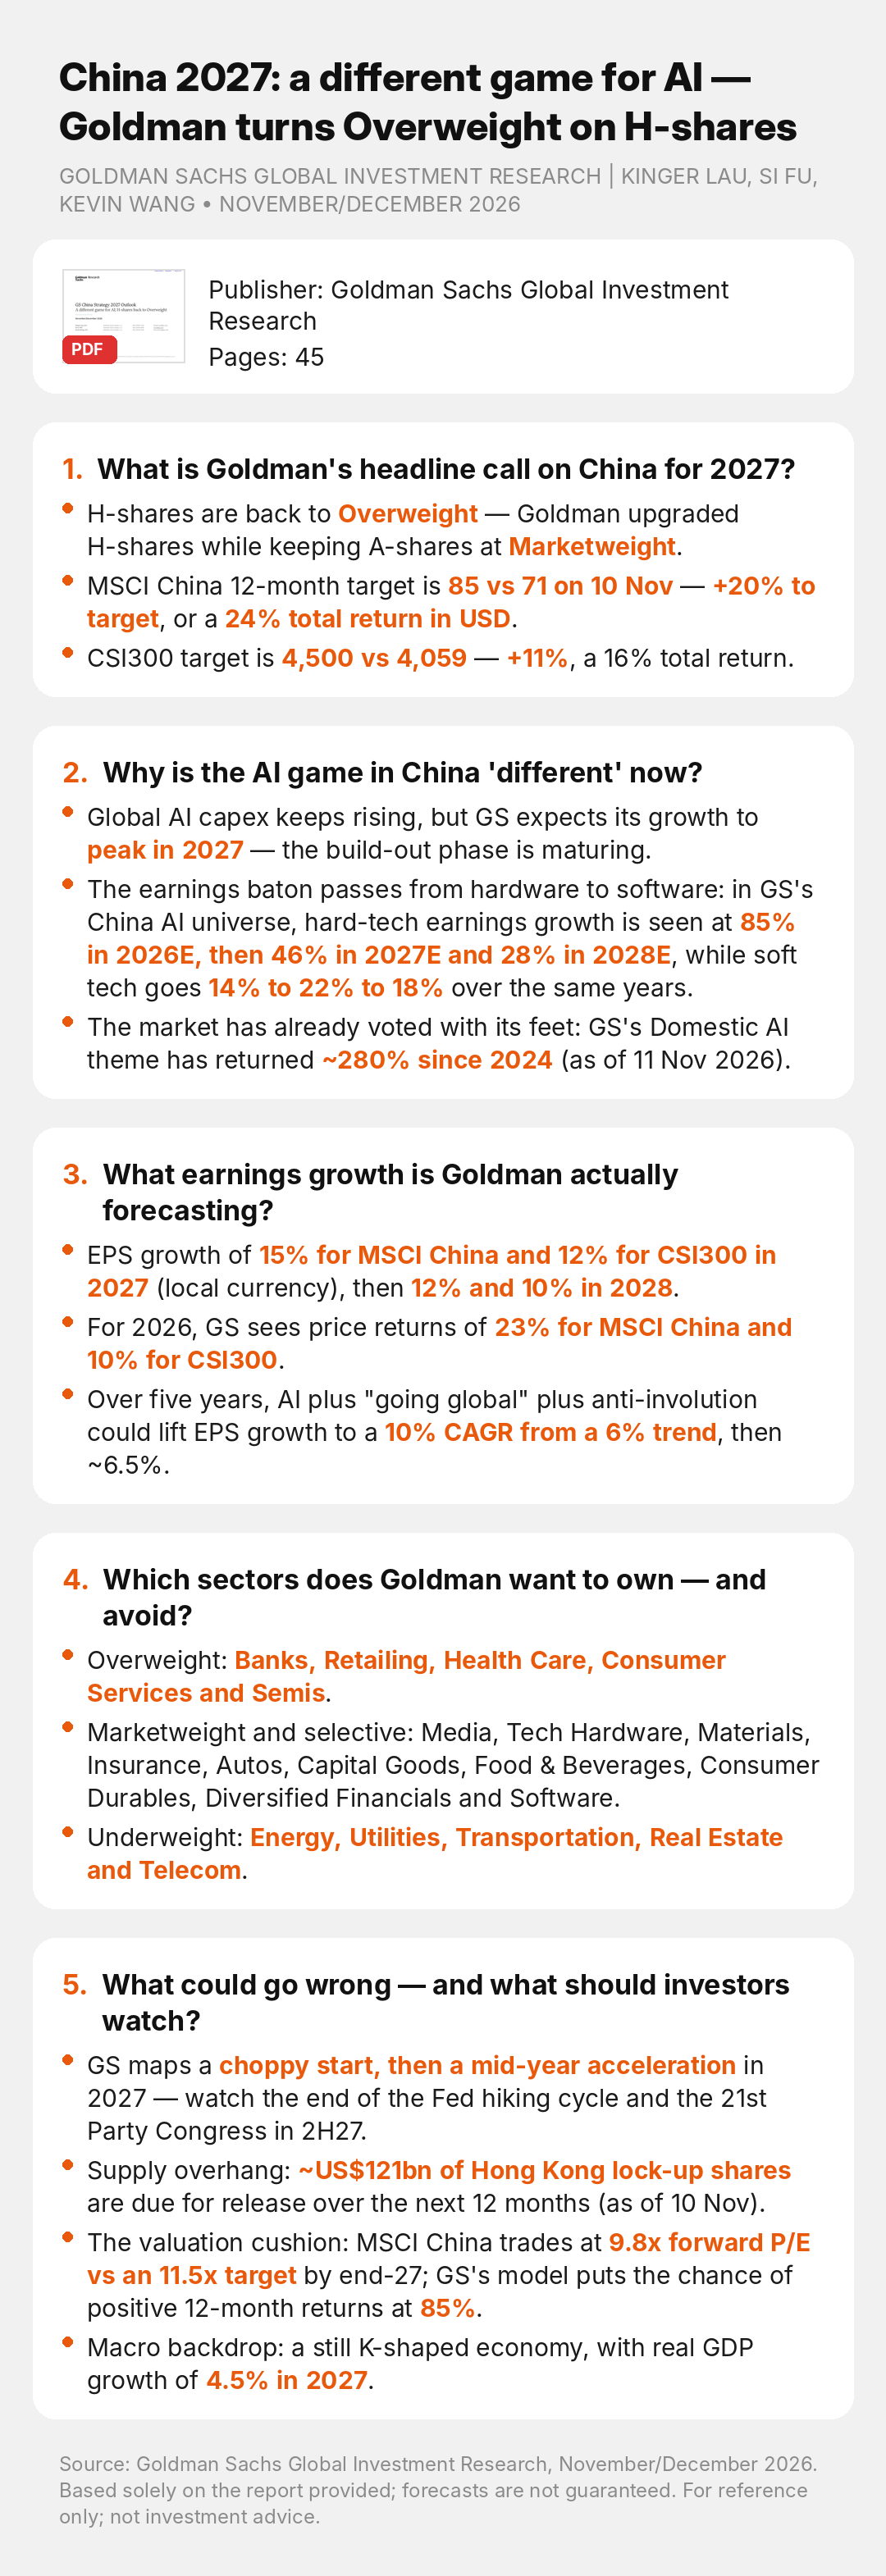 China 2027: a different game for AI —
Goldman turns Overweight on H-shares
GOLDMAN SACHS GLOBAL INVESTMENT RESEARCH | KINGER LAU, SI FU,
KEVIN WANG • NOVEMBER/DECEMBER 2026
GS China Strategy 2027 Outlook
A different game for AI; H-shares back to Overweight
PDF
Publisher: Goldman Sachs Global Investment
Research
Pages: 45
1. What is Goldman's headline call on China for 2027?
• H-shares are back to Overweight — Goldman upgraded
H-shares while keeping A-shares at Marketweight.
• MSCI China 12-month target is 85 vs 71 on 10 Nov — +20% to
target, or a 24% total return in USD.
• CSI300 target is 4,500 vs 4,059 — +11%, a 16% total return.
2. Why is the AI game in China 'different' now?
• Global AI capex keeps rising, but GS expects its growth to
peak in 2027 — the build-out phase is maturing.
• The earnings baton passes from hardware to software: in GS's
China AI universe, hard-tech earnings growth is seen at 85%
in 2026E, then 46% in 2027E and 28% in 2028E, while soft
tech goes 14% to 22% to 18% over the same years.
• The market has already voted with its feet: GS's Domestic AI
theme has returned ~280% since 2024 (as of 11 Nov 2026).
3. What earnings growth is Goldman actually
forecasting?
• EPS growth of 15% for MSCI China and 12% for CSI300 in
2027 (local currency), then 12% and 10% in 2028.
• For 2026, GS sees price returns of 23% for MSCI China and
10% for CSI300.
• Over five years, AI plus "going global" plus anti-involution
could lift EPS growth to a 10% CAGR from a 6% trend, then
~6.5%.
4. Which sectors does Goldman want to own — and
avoid?
• Overweight: Banks, Retailing, Health Care, Consumer
Services and Semis.
• Marketweight and selective: Media, Tech Hardware, Materials,
Insurance, Autos, Capital Goods, Food & Beverages, Consumer
Durables, Diversified Financials and Software.
• Underweight: Energy, Utilities, Transportation, Real Estate
and Telecom.
5. What could go wrong — and what should investors
watch?
• GS maps a choppy start, then a mid-year acceleration in
2027 — watch the end of the Fed hiking cycle and the 21st
Party Congress in 2H27.
• Supply overhang: ~US$121bn of Hong Kong lock-up shares
are due for release over the next 12 months (as of 10 Nov).
• The valuation cushion: MSCI China trades at 9.8x forward P/E
vs an 11.5x target by end-27; GS's model puts the chance of
positive 12-month returns at 85%.
• Macro backdrop: a still K-shaped economy, with real GDP
growth of 4.5% in 2027.
Source: Goldman Sachs Global Investment Research, November/December 2026.
Based solely on the report provided; forecasts are not guaranteed. For reference
only; not investment advice.